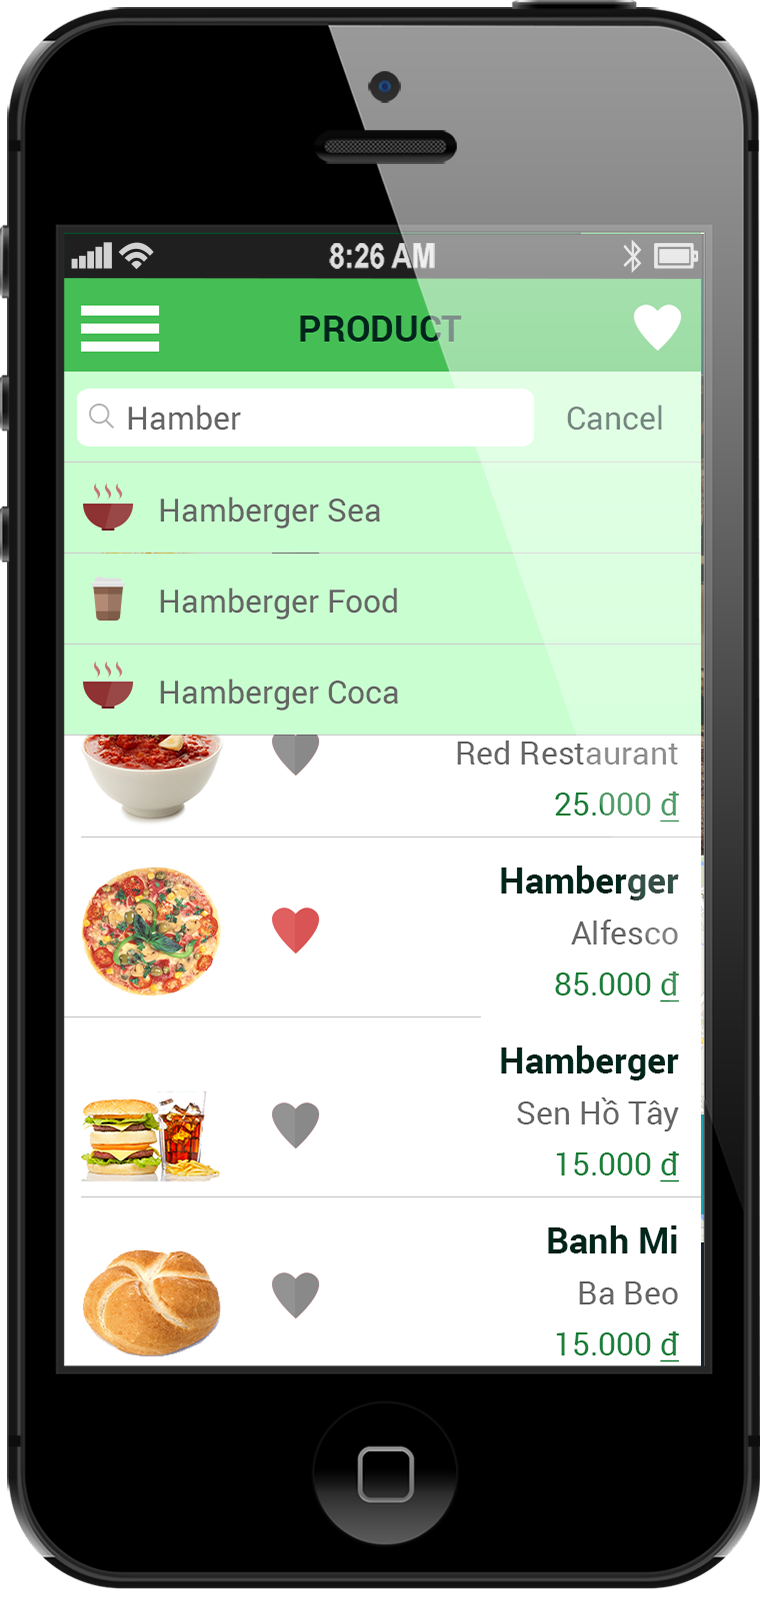 8:26 AM
PRODUCT
Hamber
Cancel
Hamberger Sea
Hamberger Food
Hamberger Coca
Red Restaurant
25.000 đ
Hamberger
Alfesco
85.000 đ
Hamberger
Sen Hồ Tây
15.000 đ
Banh Mi
Ba Beo
15.000 đ